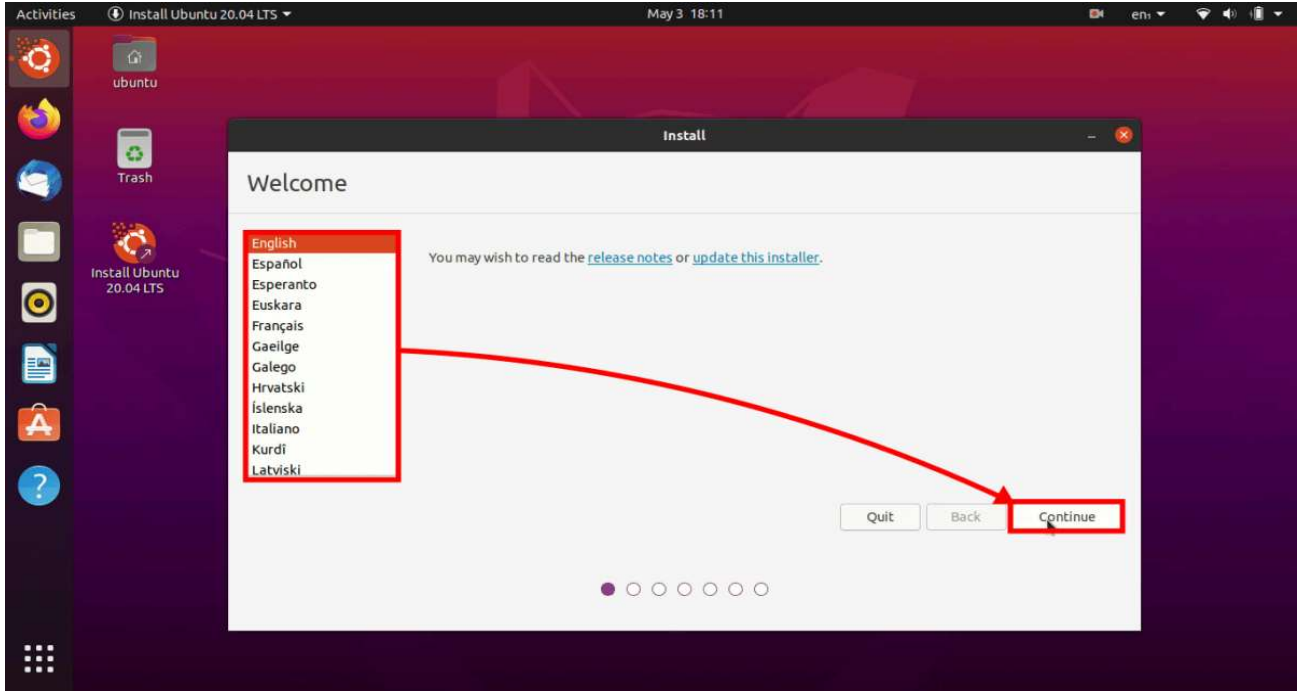 Activities
Install Ubuntu 20.04 LTS
May 3 18:11
en₁
ubuntu
Trash
Install Ubuntu
20.04 LTS
Install
Welcome
English
Español
Esperanto
Euskara
Français
Gaeilge
Galego
Hrvatski
Íslenska
Italiano
Kurdî
Latviski
You may wish to read the release notes or update this installer.
Quit
Back
Continue